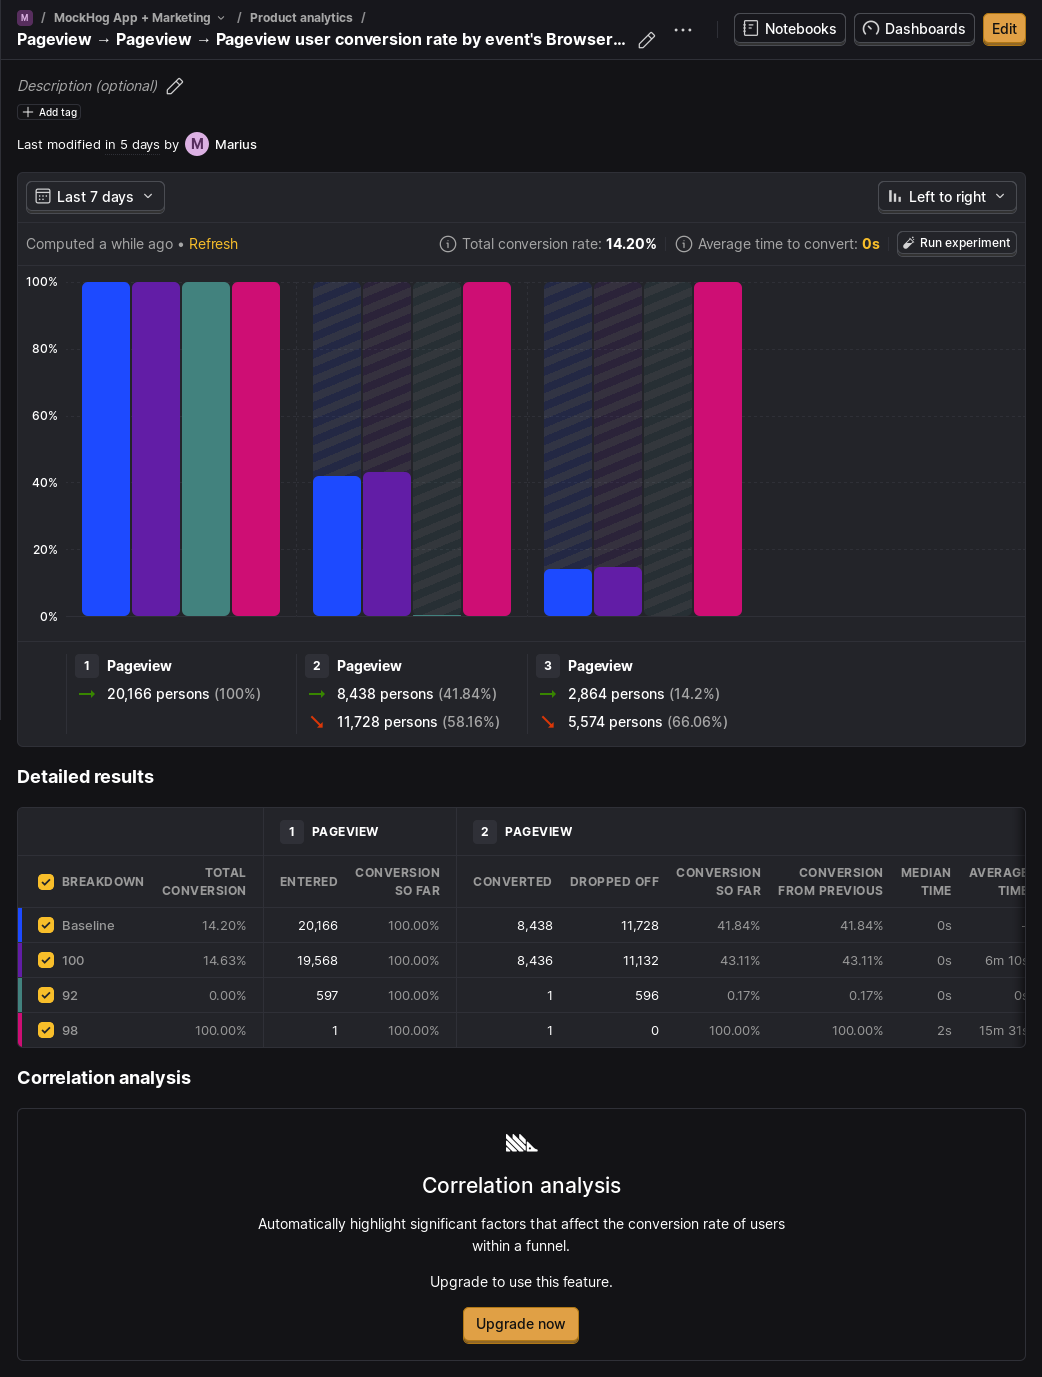 M / MockHog App + Marketing / Product analytics /
Pageview → Pageview → Pageview user conversion rate by event's Browser...
Notebooks
Dashboards
Edit
Description (optional)
Add tag
Last modified in 5 days by M Marius
Last 7 days
Left to right
Computed a while ago • Refresh
Total conversion rate: 14.20%
Average time to convert: 0s
Run experiment
100%
80%
60%
40%
20%
0%
1 Pageview
20,166 persons (100%)
2 Pageview
8,438 persons (41.84%)
11,728 persons (58.16%)
3 Pageview
2,864 persons (14.2%)
5,574 persons (66.06%)
Detailed results
1 PAGEVIEW 2 PAGEVIEW
BREAKDOWN TOTAL CONVERSION ENTERED CONVERSION SO FAR CONVERTED DROPPED OFF CONVERSION SO FAR CONVERSION FROM PREVIOUS MEDIAN TIME AVERAGE TIME
Baseline 14.20% 20,166 100.00% 8,438 11,728 41.84% 41.84% 0s -
100 14.63% 19,568 100.00% 8,436 11,132 43.11% 43.11% 0s 6m 10s
92 0.00% 597 100.00% 1 596 0.17% 0.17% 0s 0s
98 100.00% 1 100.00% 1 0 100.00% 100.00% 2s 15m 31s
Correlation analysis
Correlation analysis
Automatically highlight significant factors that affect the conversion rate of users
within a funnel.
Upgrade to use this feature.
Upgrade now